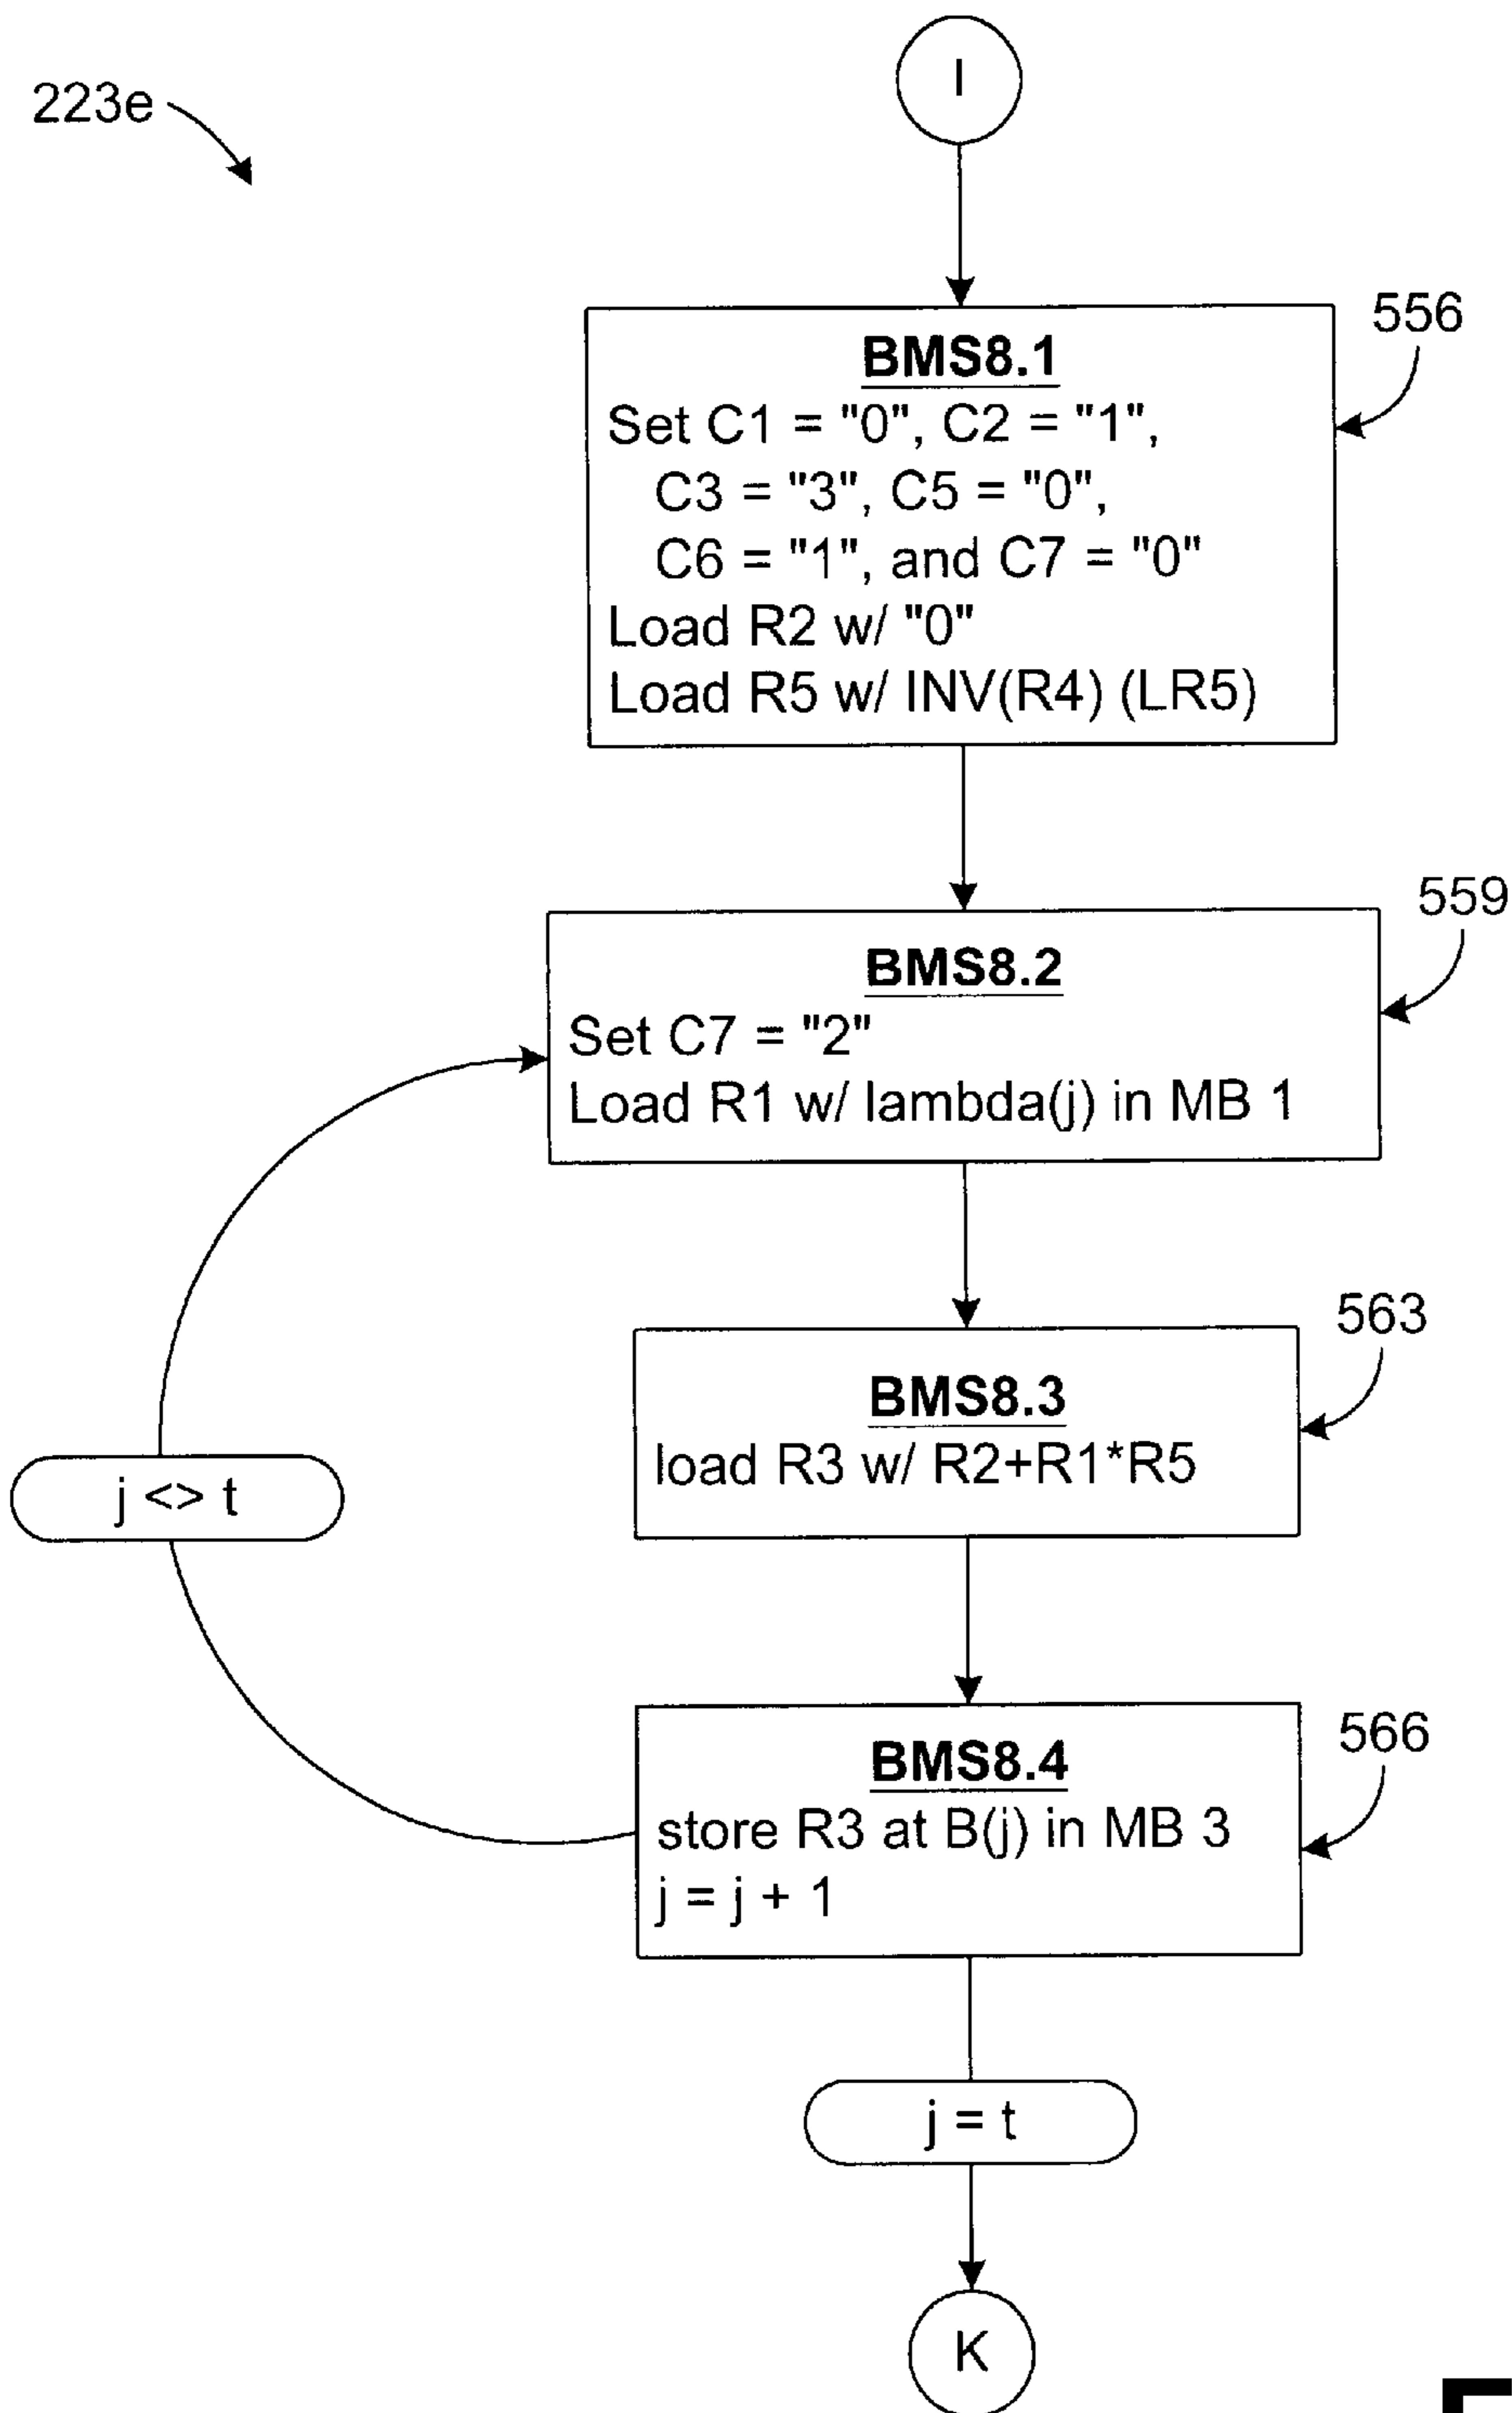 223e
I
556
BMS8.1
Set C1 = "0", C2 = "1",
C3 = "3", C5 = "0",
C6 = "1", and C7 = "0"
Load R2 w/ "0"
Load R5 w/ INV(R4) (LR5)
559
BMS8.2
Set C7 = "2"
Load R1 w/ lambda(j) in MB 1
563
BMS8.3
load R3 w/ R2+R1*R5
j <> t
566
BMS8.4
store R3 at B(j) in MB 3
j = j + 1
j = t
K